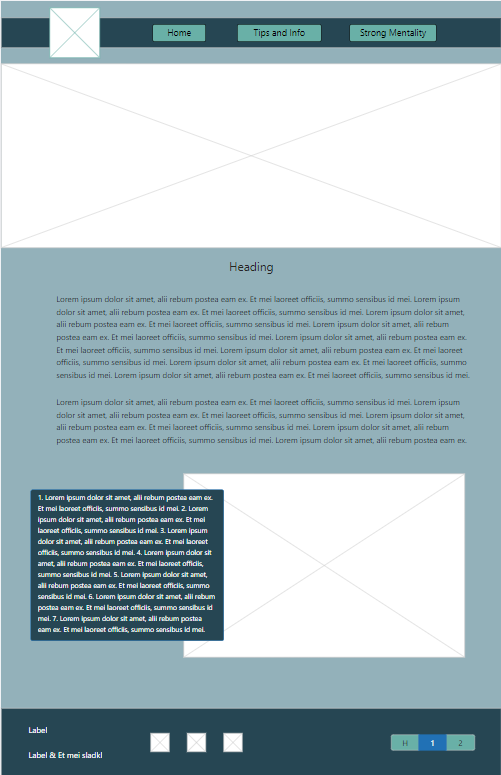 Home Tips and Info Strong Mentality
Heading
Lorem ipsum dolor sit amet, alii rebum postea eam ex. Et mei laoreet officiis, summo sensibus id mei. Lorem ipsum
dolor sit amet, alii rebum postea eam ex. Et mei laoreet officiis, summo sensibus id mei. Lorem ipsum dolor sit amet,
alii rebum postea eam ex. Et mei laoreet officiis, summo sensibus id mei. Lorem ipsum dolor sit amet, alii rebum
postea eam ex. Et mei laoreet officiis, summo sensibus id mei. Lorem ipsum dolor sit amet, alii rebum postea eam ex.
Et mei laoreet officiis, summo sensibus id mei. Lorem ipsum dolor sit amet, alii rebum postea eam ex. Et mei laoreet
officiis, summo sensibus id mei. Lorem ipsum dolor sit amet, alii rebum postea eam ex. Et mei laoreet officiis, summo
sensibus id mei. Lorem ipsum dolor sit amet, alii rebum postea eam ex. Et mei laoreet officiis, summo sensibus id mei.
Lorem ipsum dolor sit amet, alii rebum postea eam ex. Et mei laoreet officiis, summo sensibus id mei. Lorem ipsum
dolor sit amet, alii rebum postea eam ex. Et mei laoreet officiis, summo sensibus id mei. Lorem ipsum dolor sit amet,
alii rebum postea eam ex. Et mei laoreet officiis, summo sensibus id mei. Lorem ipsum dolor sit amet, alii rebum
postea eam ex. Et mei laoreet officiis, summo sensibus id mei. Lorem ipsum dolor sit amet, alii rebum postea eam ex.
1. Lorem ipsum dolor sit amet, alii rebum postea eam ex.
Et mei laoreet officiis, summo sensibus id mei. 2. Lorem
ipsum dolor sit amet, alii rebum postea eam ex. Et mei
laoreet officiis, summo sensibus id mei. 3. Lorem ipsum
dolor sit amet, alii rebum postea eam ex. Et mei laoreet
officiis, summo sensibus id mei. 4. Lorem ipsum dolor sit
amet, alii rebum postea eam ex. Et mei laoreet officiis,
summo sensibus id mei. 5. Lorem ipsum dolor sit amet,
alii rebum postea eam ex. Et mei laoreet officiis, summo
sensibus id mei. 6. Lorem ipsum dolor sit amet, alii rebum
postea eam ex. Et mei laoreet officiis, summo sensibus id
mei. 7. Lorem ipsum dolor sit amet, alii rebum postea
eam ex. Et mei laoreet officiis, summo sensibus id mei.
Label
Label & Et mei sladkl
H 1 2